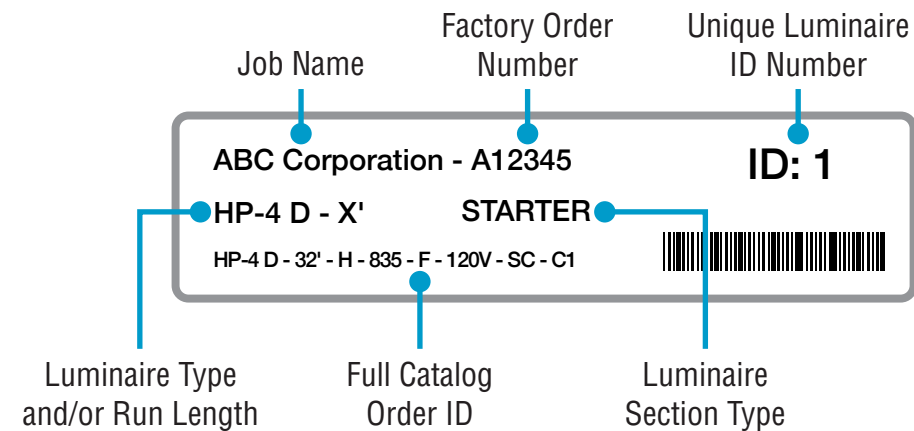 Job Name
Factory Order
Number
Unique Luminaire
ID Number
ABC Corporation - A12345
ID: 1
HP-4 D - X'
STARTER
HP-4 D - 32' - H - 835 - F - 120V - SC - C1
Luminaire Type
and/or Run Length
Full Catalog
Order ID
Luminaire
Section Type